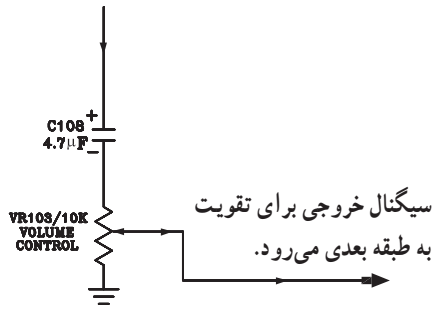 +
C108
4.7µF
−
VR103/10K
VOLUME
CONTROL
سیگنال خروجی برای تقویت
به طبقه بعدی می‌رود.